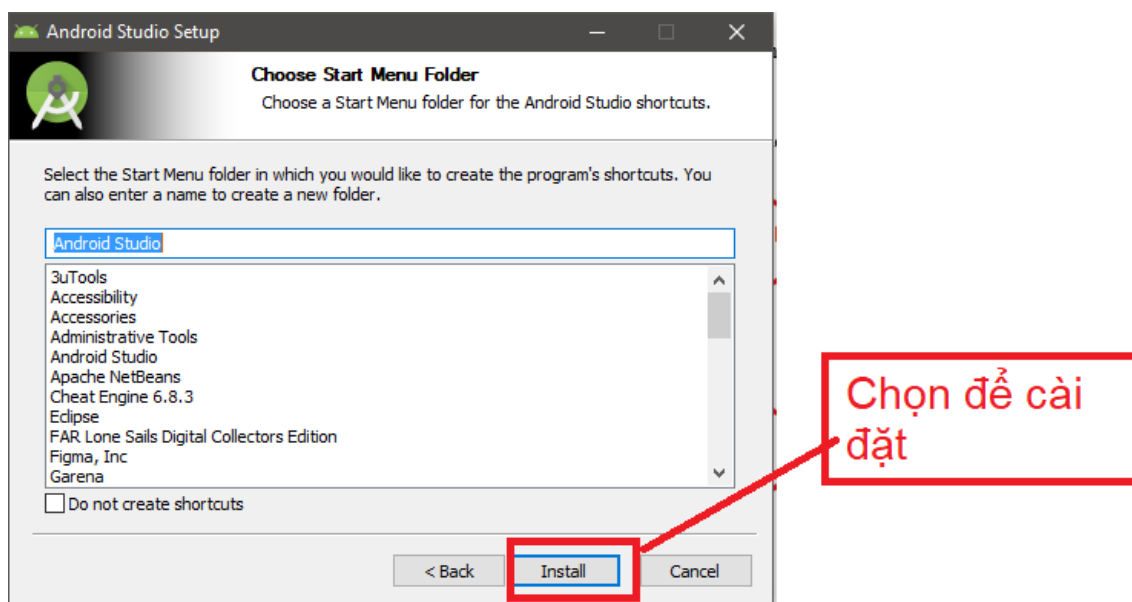 Android Studio Setup
Choose Start Menu Folder
Choose a Start Menu folder for the Android Studio shortcuts.
Select the Start Menu folder in which you would like to create the program's shortcuts. You
can also enter a name to create a new folder.
Android Studio
3uTools
Accessibility
Accessories
Administrative Tools
Android Studio
Apache NetBeans
Cheat Engine 6.8.3
Eclipse
FAR Lone Sails Digital Collectors Edition
Figma, Inc
Garena
Do not create shortcuts
< Back
Install
Cancel
Chọn để cài
đặt